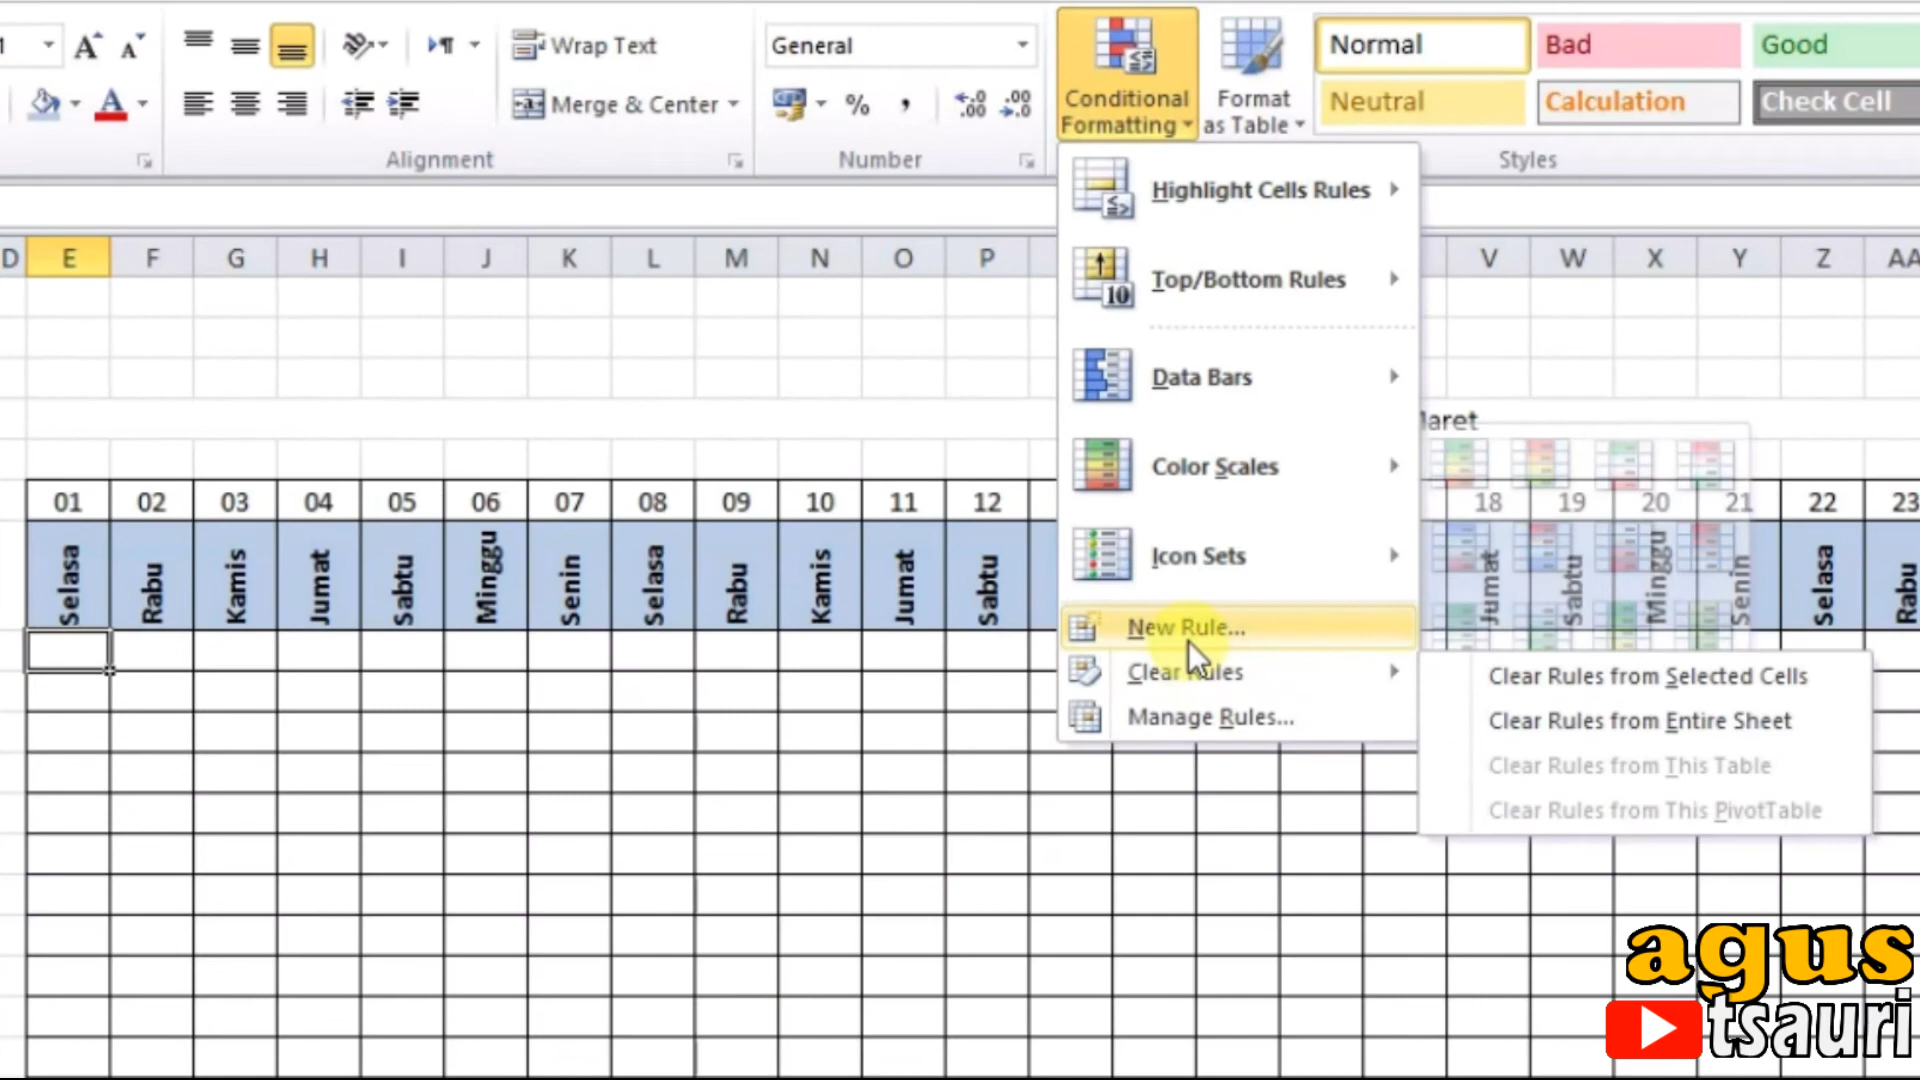 Wrap Text
General
Normal
Bad
Good
Merge & Center
%
Conditional
Formatting
Format
as Table
Neutral
Calculation
Check Cell
Alignment
Number
Styles
Highlight Cells Rules
Top/Bottom Rules
Data Bars
Color Scales
Icon Sets
New Rule...
Clear Rules
Manage Rules...
Clear Rules from Selected Cells
Clear Rules from Entire Sheet
Clear Rules from This Table
Clear Rules from This PivotTable
D E F G H I J K L M N O P V W X Y Z AA
aret
01 02 03 04 05 06 07 08 09 10 11 12 18 19 20 21 22 23
Selasa Rabu Kamis Jumat Sabtu Minggu Senin Selasa Rabu Kamis Jumat Sabtu Jumat Sabtu Minggu Senin Selasa Rabu
agus
tsauri